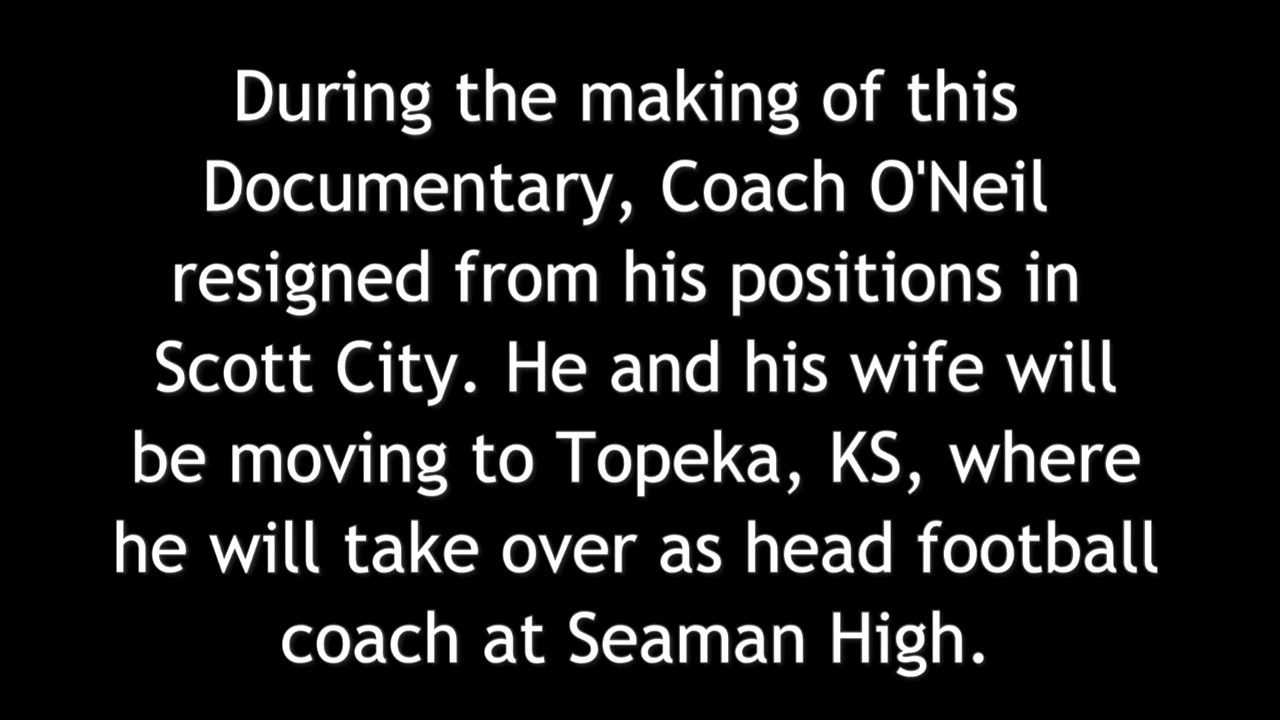 During the making of this
Documentary, Coach O'Neil
resigned from his positions in
Scott City. He and his wife will
be moving to Topeka, KS, where
he will take over as head football
coach at Seaman High.